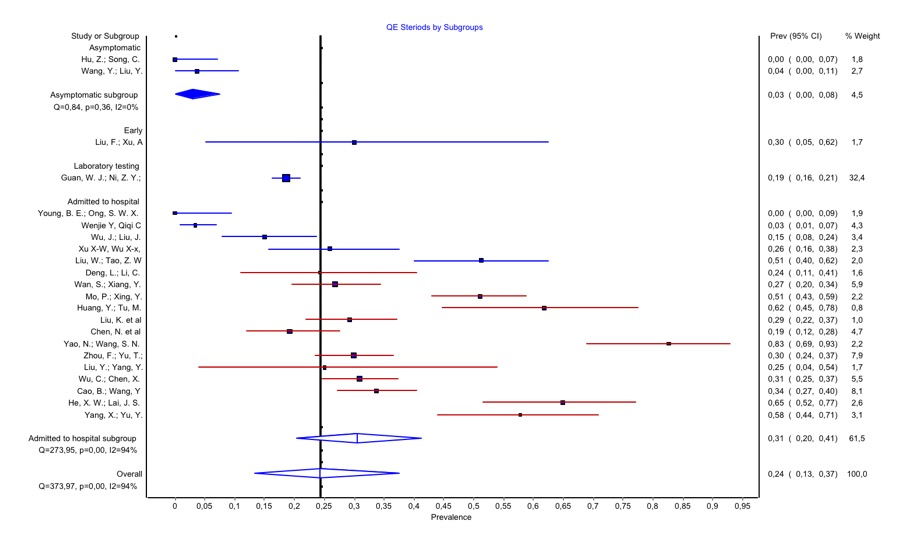 QE Steriods by Subgroups
Study or Subgroup Prev (95% CI) % Weight
Asymptomatic
Hu, Z.; Song, C. 0,00 ( 0,00, 0,07) 1,8
Wang, Y.; Liu, Y. 0,04 ( 0,00, 0,11) 2,7
Asymptomatic subgroup 0,03 ( 0,00, 0,08) 4,5
Q=0,84, p=0,36, I2=0%
Early
Liu, F.; Xu, A 0,30 ( 0,05, 0,62) 1,7
Laboratory testing
Guan, W. J.; Ni, Z. Y.; 0,19 ( 0,16, 0,21) 32,4
Admitted to hospital
Young, B. E.; Ong, S. W. X. 0,00 ( 0,00, 0,09) 1,9
Wenjie Y, Qiqi C 0,03 ( 0,01, 0,07) 4,3
Wu, J.; Liu, J. 0,15 ( 0,08, 0,24) 3,4
Xu X-W, Wu X-x, 0,26 ( 0,16, 0,38) 2,3
Liu, W.; Tao, Z. W 0,51 ( 0,40, 0,62) 2,0
Deng, L.; Li, C. 0,24 ( 0,11, 0,41) 1,6
Wan, S.; Xiang, Y. 0,27 ( 0,20, 0,34) 5,9
Mo, P.; Xing, Y. 0,51 ( 0,43, 0,59) 2,2
Huang, Y.; Tu, M. 0,62 ( 0,45, 0,78) 0,8
Liu, K. et al 0,29 ( 0,22, 0,37) 1,0
Chen, N. et al 0,19 ( 0,12, 0,28) 4,7
Yao, N.; Wang, S. N. 0,83 ( 0,69, 0,93) 2,2
Zhou, F.; Yu, T.; 0,30 ( 0,24, 0,37) 7,9
Liu, Y.; Yang, Y. 0,25 ( 0,04, 0,54) 1,7
Wu, C.; Chen, X. 0,31 ( 0,25, 0,37) 5,5
Cao, B.; Wang, Y 0,34 ( 0,27, 0,40) 8,1
He, X. W.; Lai, J. S. 0,65 ( 0,52, 0,77) 2,6
Yang, X.; Yu, Y. 0,58 ( 0,44, 0,71) 3,1
Admitted to hospital subgroup 0,31 ( 0,20, 0,41) 61,5
Q=273,95, p=0,00, I2=94%
Overall 0,24 ( 0,13, 0,37) 100,0
Q=373,97, p=0,00, I2=94%
0 0,05 0,1 0,15 0,2 0,25 0,3 0,35 0,4 0,45 0,5 0,55 0,6 0,65 0,7 0,75 0,8 0,85 0,9 0,95
Prevalence